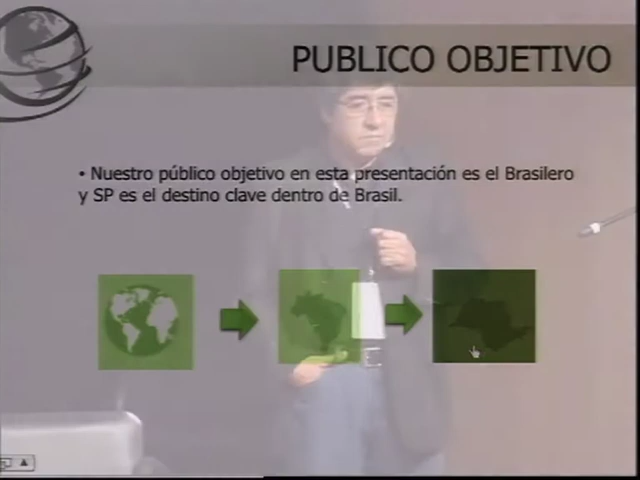 PUBLICO OBJETIVO
• Nuestro público objetivo en esta presentación es el Brasilero
y SP es el destino clave dentro de Brasil.